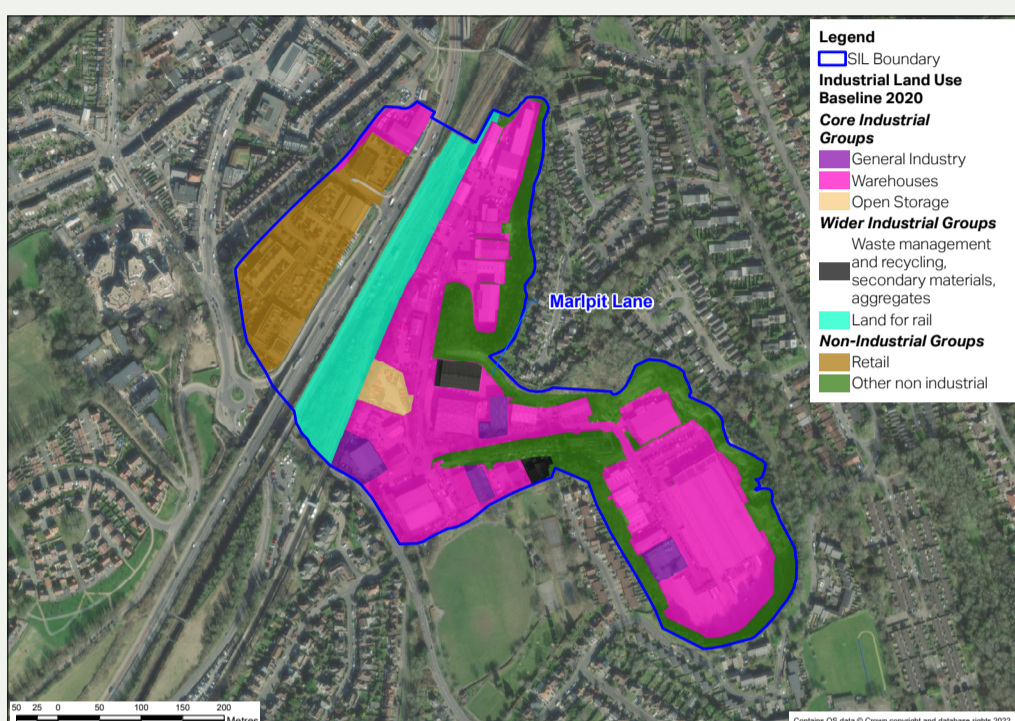 Legend
SIL Boundary
Industrial Land Use
Baseline 2020
Core Industrial
Groups
General Industry
Warehouses
Open Storage
Wider Industrial Groups
Waste management
and recycling,
secondary materials,
aggregates
Land for rail
Non-Industrial Groups
Retail
Other non industrial
Marlpit Lane
50 25 0 50 100 150 200
Metres
Contains OS data © Crown copyright and database rights 2022